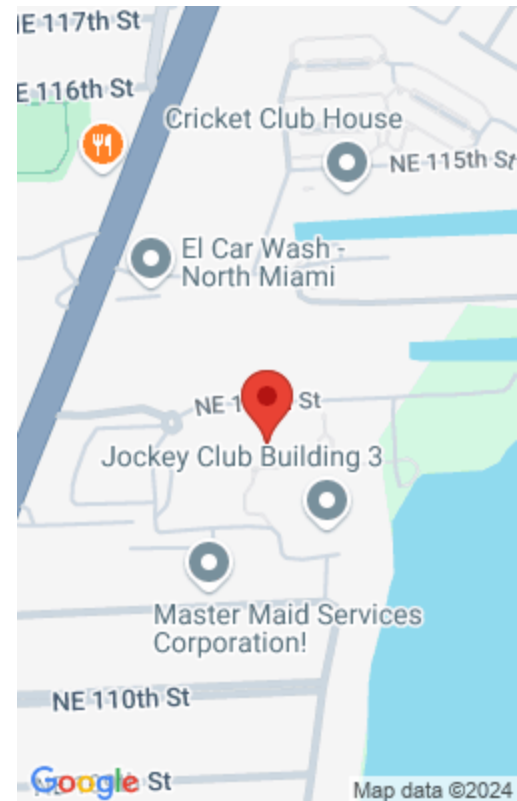 NE 117th St
NE 116th St
Cricket Club House
NE 115th St
El Car Wash -
North Miami
NE St
Jockey Club Building 3
Master Maid Services
Corporation!
NE 110th St
Google St
Map data ©2024